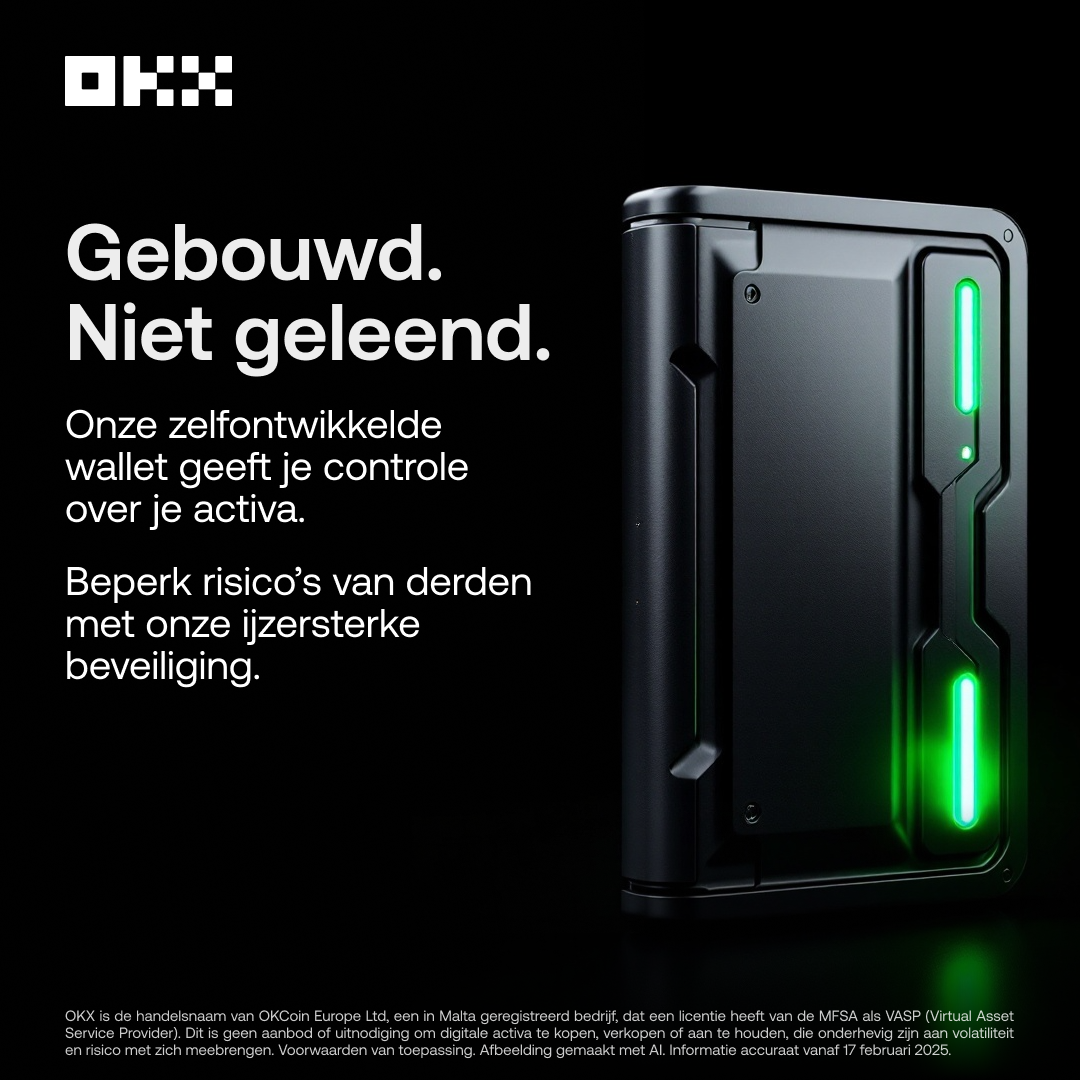 OKX
Gebouwd.
Niet geleend.
Onze zelfontwikkelde
wallet geeft je controle
over je activa.
Beperk risico’s van derden
met onze ijzersterke
beveiliging.
OKX is de handelsnaam van OKCoin Europe Ltd, een in Malta geregistreerd bedrijf, dat een licentie heeft van de MFSA als VASP (Virtual Asset
Service Provider). Dit is geen aanbod of uitnodiging om digitale activa te kopen, verkopen of aan te houden, die onderhevig zijn aan volatiliteit
en risico met zich meebrengen. Voorwaarden van toepassing. Afbeelding gemaakt met AI. Informatie accuraat vanaf 17 februari 2025.